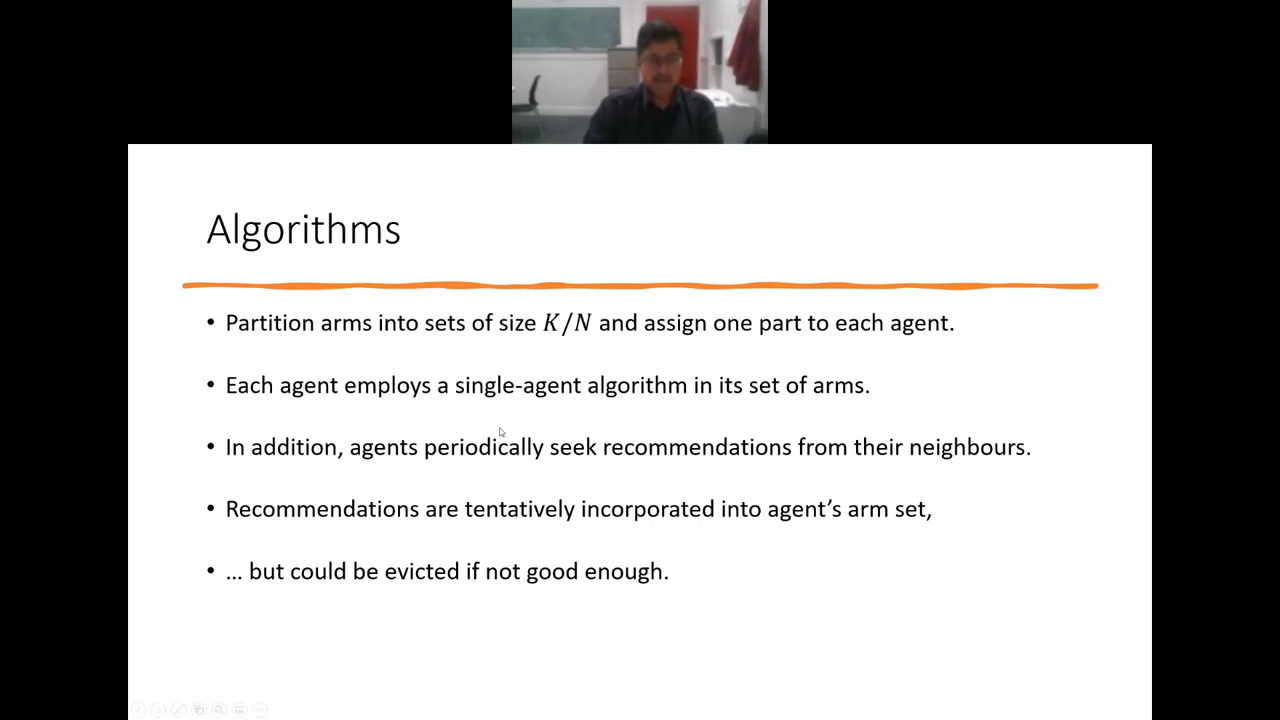 Algorithms
• Partition arms into sets of size K/N and assign one part to each agent.
• Each agent employs a single-agent algorithm in its set of arms.
• In addition, agents periodically seek recommendations from their neighbours.
• Recommendations are tentatively incorporated into agent’s arm set,
• … but could be evicted if not good enough.